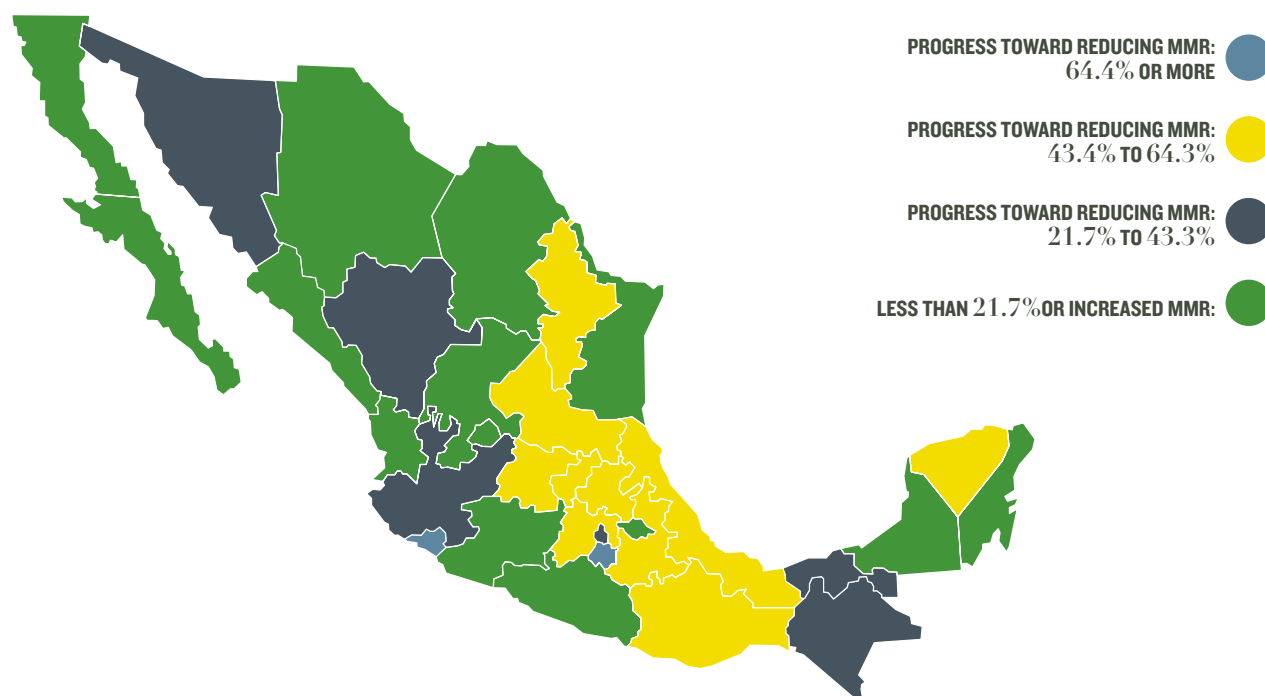 PROGRESS TOWARD REDUCING MMR:
64.4% OR MORE
PROGRESS TOWARD REDUCING MMR:
43.4% TO 64.3%
PROGRESS TOWARD REDUCING MMR:
21.7% TO 43.3%
LESS THAN 21.7%OR INCREASED MMR: